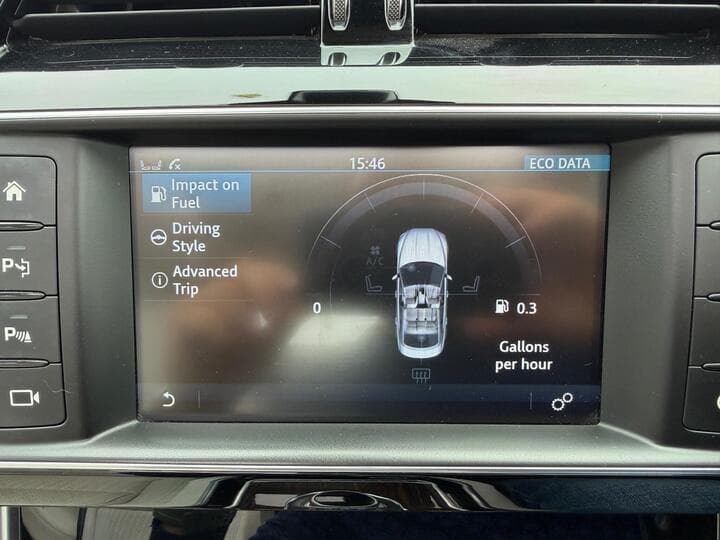 15:46
ECO DATA
Impact on
Fuel
Driving
Style
Advanced
Trip
A/C
0
0.3
Gallons
per hour
P
P